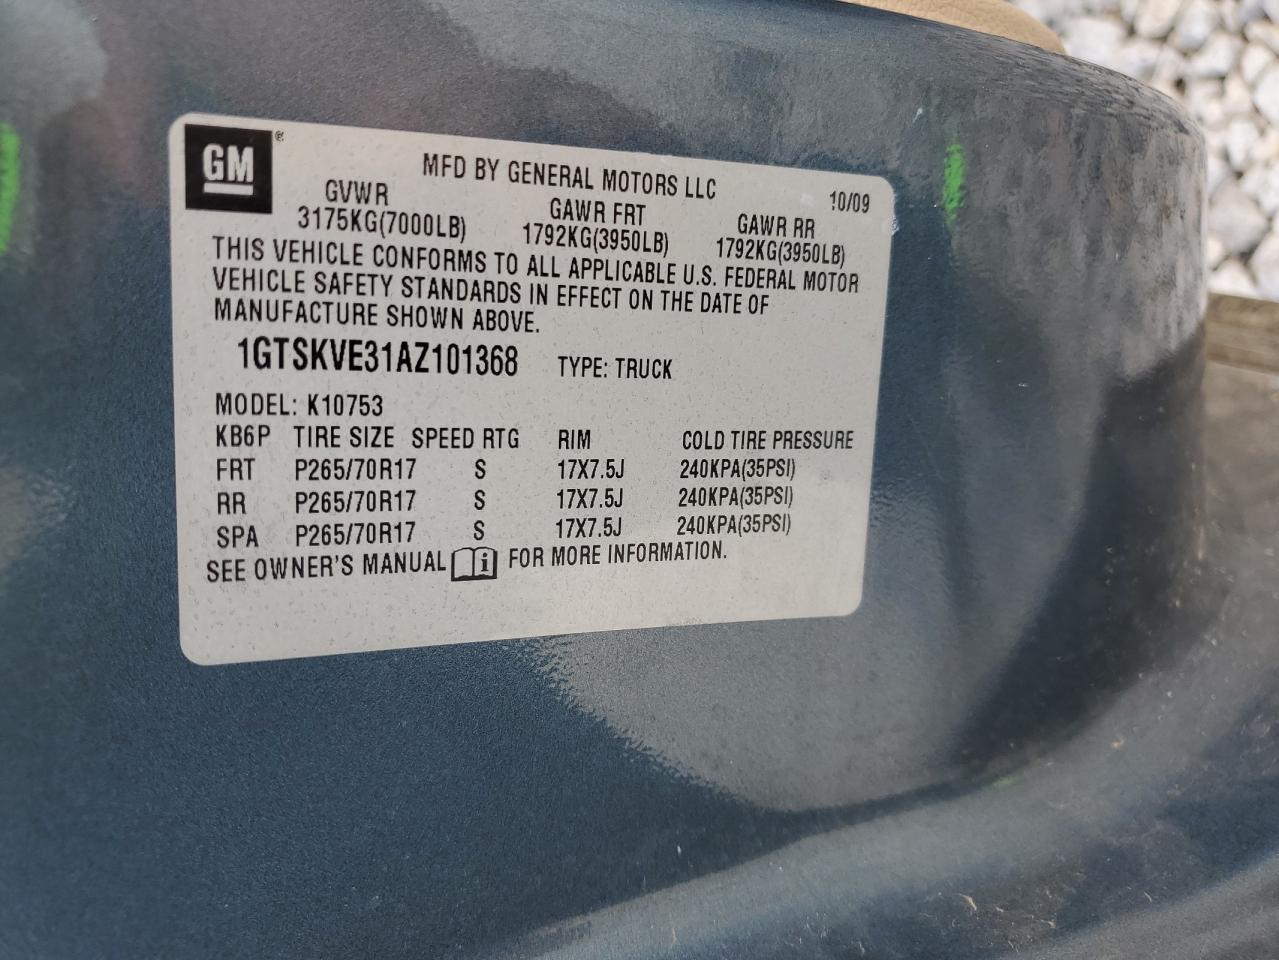 GM®
MFD BY GENERAL MOTORS LLC 10/09
GVWR GAWR FRT GAWR RR
3175KG(7000LB) 1792KG(3950LB) 1792KG(3950LB)
THIS VEHICLE CONFORMS TO ALL APPLICABLE U.S. FEDERAL MOTOR
VEHICLE SAFETY STANDARDS IN EFFECT ON THE DATE OF
MANUFACTURE SHOWN ABOVE.
1GTSKVE31AZ101368 TYPE: TRUCK
MODEL: K10753
KB6P TIRE SIZE SPEED RTG RIM COLD TIRE PRESSURE
FRT P265/70R17 S 17X7.5J 240KPA(35PSI)
RR P265/70R17 S 17X7.5J 240KPA(35PSI)
SPA P265/70R17 S 17X7.5J 240KPA(35PSI)
SEE OWNER'S MANUAL i FOR MORE INFORMATION.